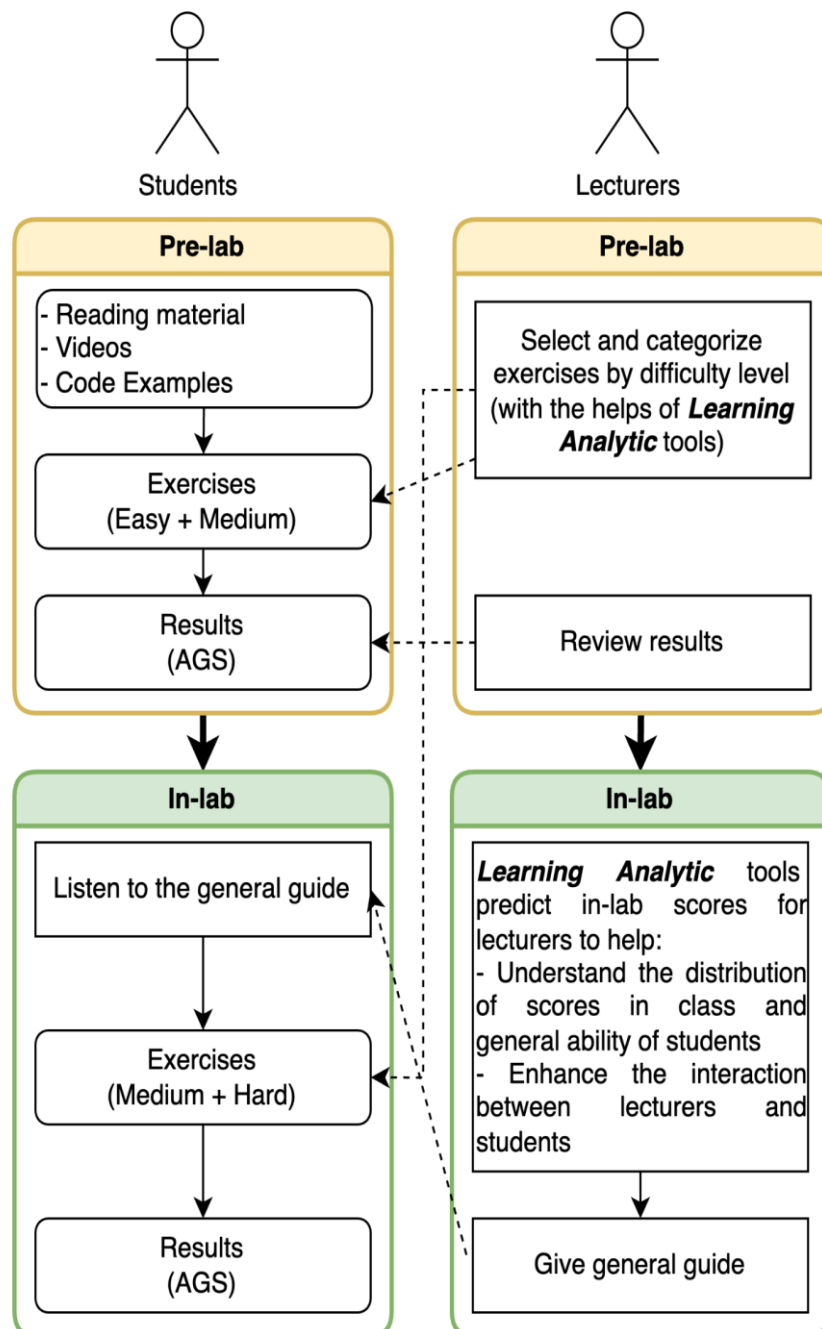 Students
Lecturers
Pre-lab
- Reading material
- Videos
- Code Examples
Exercises
(Easy + Medium)
Results
(AGS)
Pre-lab
Select and categorize
exercises by difficulty level
(with the helps of Learning
Analytic tools)
Review results
In-lab
Listen to the general guide
Exercises
(Medium + Hard)
Results
(AGS)
In-lab
Learning Analytic tools
predict in-lab scores for
lecturers to help:
- Understand the distribution
of scores in class and
general ability of students
- Enhance the interaction
between lecturers and
students
Give general guide